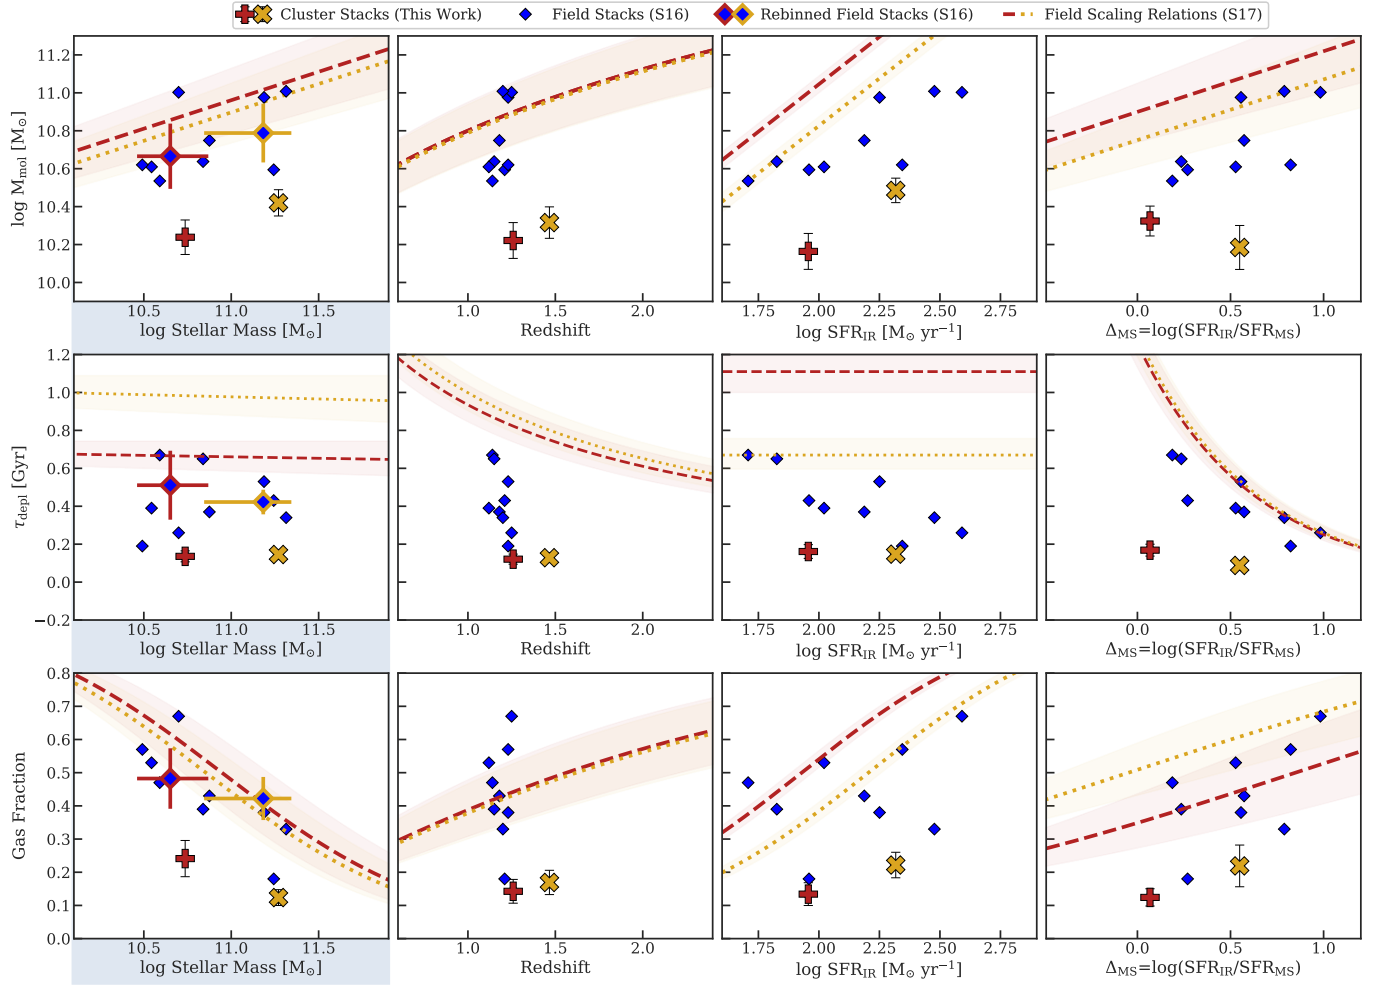 Cluster Stacks (This Work) Field Stacks (S16) Rebinned Field Stacks (S16) Field Scaling Relations (S17)
log M_mol [M_⊙]
11.2
11.0
10.8
10.6
10.4
10.2
10.0
10.5 11.0 11.5
log Stellar Mass [M_⊙]
1.0 1.5 2.0
Redshift
1.75 2.00 2.25 2.50 2.75
log SFR_IR [M_⊙ yr⁻¹]
0.0 0.5 1.0
Δ_MS=log(SFR_IR/SFR_MS)
τ_depl [Gyr]
1.2
1.0
0.8
0.6
0.4
0.2
0.0
−0.2
10.5 11.0 11.5
log Stellar Mass [M_⊙]
1.0 1.5 2.0
Redshift
1.75 2.00 2.25 2.50 2.75
log SFR_IR [M_⊙ yr⁻¹]
0.0 0.5 1.0
Δ_MS=log(SFR_IR/SFR_MS)
Gas Fraction
0.8
0.7
0.6
0.5
0.4
0.3
0.2
0.1
0.0
10.5 11.0 11.5
log Stellar Mass [M_⊙]
1.0 1.5 2.0
Redshift
1.75 2.00 2.25 2.50 2.75
log SFR_IR [M_⊙ yr⁻¹]
0.0 0.5 1.0
Δ_MS=log(SFR_IR/SFR_MS)